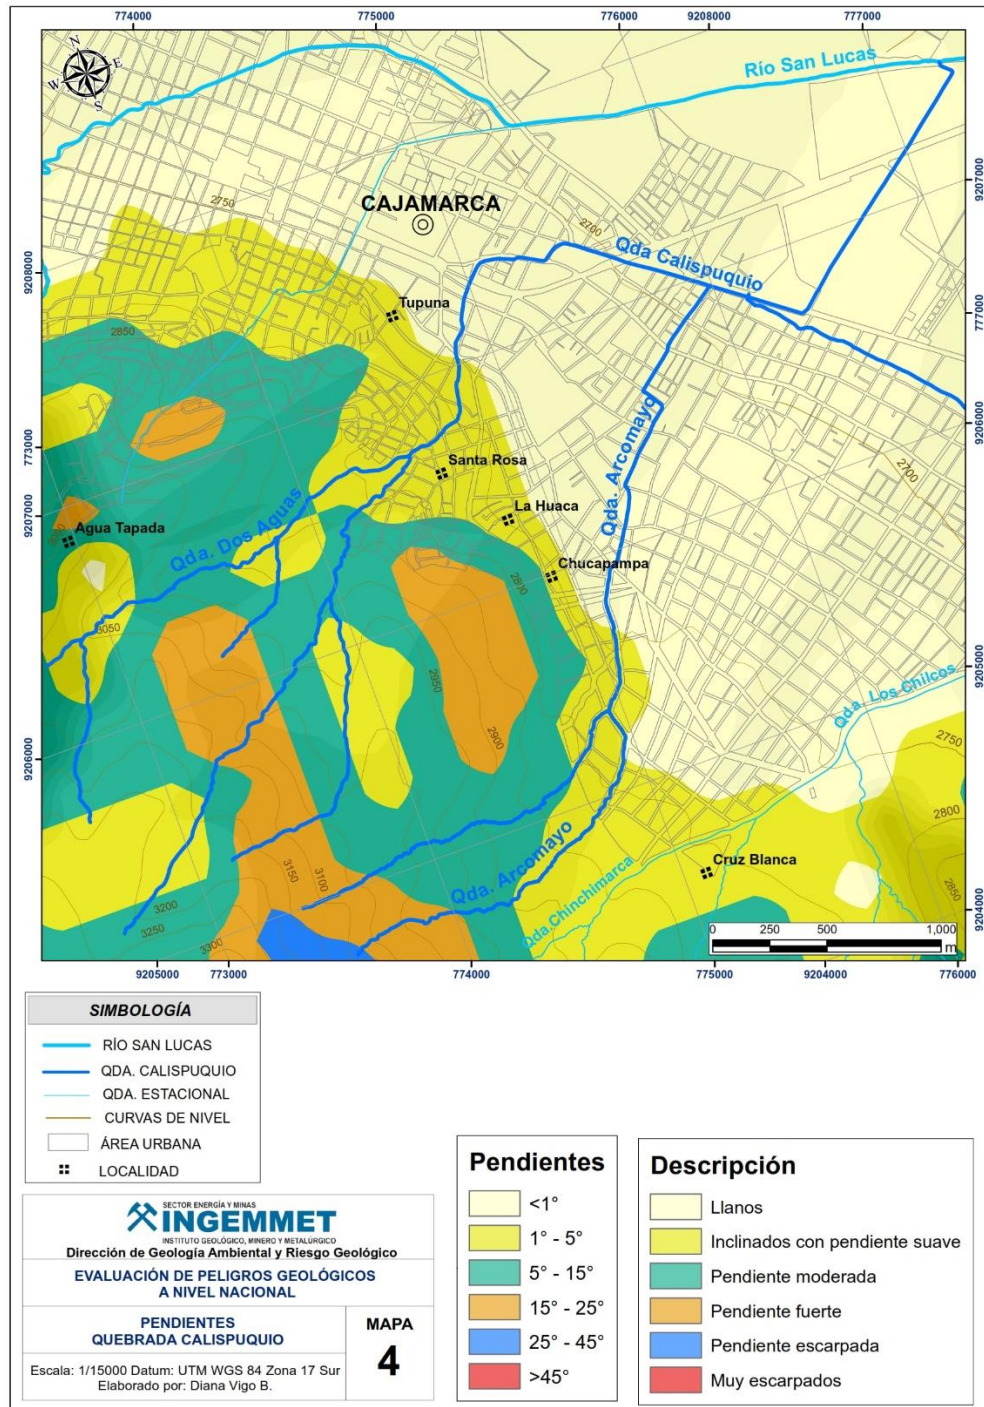 774000
775000
776000
9208000
777000
N
W
E
S
Río San Lucas
9207000
2750
CAJAMARCA
2700
Qda Calispuquio
9208000
777000
Tupuna
2850
9206000
773000
Qda. Arcomayo
Santa Rosa
2700
La Huaca
9207000
Agua Tapada
Qda. Dos Aguas
Chucapampa
2800
3050
9205000
2950
Qda. Los Chilcos
2900
2750
9206000
2800
Qda. Arcomayo
Cruz Blanca
3150
3100
Qda.Chinchimarca
2850
3200
9204000
3250
3300
0 250 500 1,000
m
9205000
773000
774000
775000
9204000
776000
SIMBOLOGÍA
RÍO SAN LUCAS
QDA. CALISPUQUIO
QDA. ESTACIONAL
CURVAS DE NIVEL
ÁREA URBANA
LOCALIDAD
SECTOR ENERGÍA Y MINAS
INGEMMET
INSTITUTO GEOLÓGICO, MINERO Y METALÚRGICO
Dirección de Geología Ambiental y Riesgo Geológico
EVALUACIÓN DE PELIGROS GEOLÓGICOS
A NIVEL NACIONAL
PENDIENTES
QUEBRADA CALISPUQUIO
MAPA
4
Escala: 1/15000 Datum: UTM WGS 84 Zona 17 Sur
Elaborado por: Diana Vigo B.
Pendientes
<1°
1° - 5°
5° - 15°
15° - 25°
25° - 45°
>45°
Descripción
Llanos
Inclinados con pendiente suave
Pendiente moderada
Pendiente fuerte
Pendiente escarpada
Muy escarpados